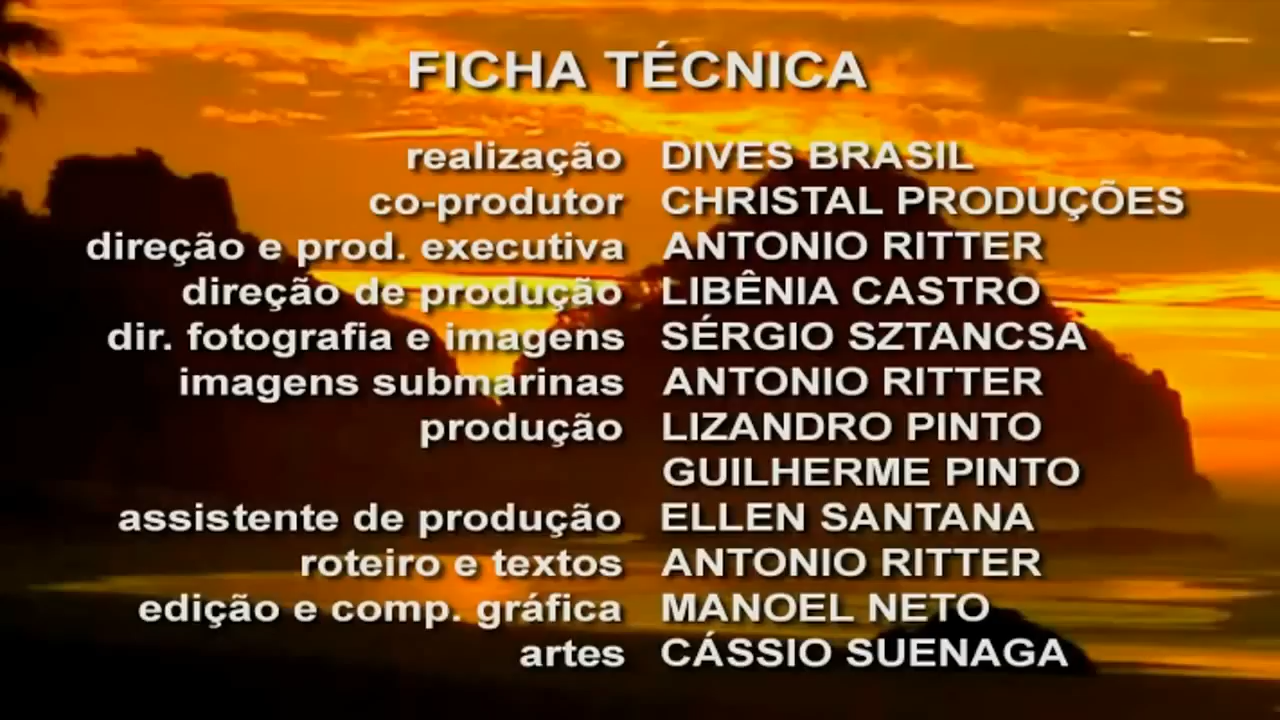 FICHA TÉCNICA
realização DIVES BRASIL
co-produtor CHRISTAL PRODUÇÕES
direção e prod. executiva ANTONIO RITTER
direção de produção LIBÊNIA CASTRO
dir. fotografia e imagens SÉRGIO SZTANCSA
imagens submarinas ANTONIO RITTER
produção LIZANDRO PINTO
GUILHERME PINTO
assistente de produção ELLEN SANTANA
roteiro e textos ANTONIO RITTER
edição e comp. gráfica MANOEL NETO
artes CÁSSIO SUENAGA